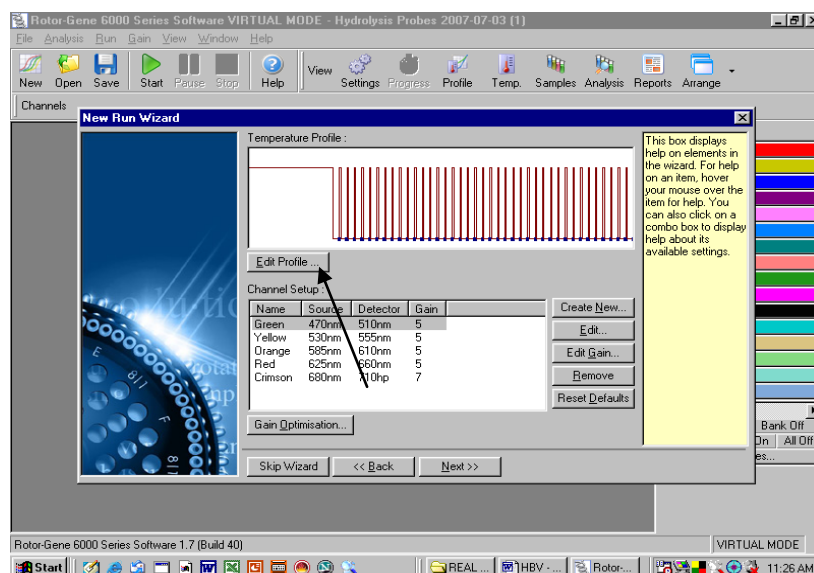 Rotor-Gene 6000 Series Software VIRTUAL MODE - Hydrolysis Probes 2007-07-03 (1)
File Analysis Run Gain View Window Help
New Open Save Start Pause Stop Help View Settings Progress Profile Temp. Samples Analysis Reports Arrange
Channels
New Run Wizard
Temperature Profile :
This box displays
help on elements in
the wizard. For help
on an item, hover
your mouse over the
item for help. You
can also click on a
combo box to display
help about its
available settings.
Edit Profile ...
Channel Setup :
Name Source Detector Gain
Green 470nm 510nm 5
Yellow 530nm 555nm 5
Orange 585nm 610nm 5
Red 625nm 660nm 5
Crimson 680nm 710hp 7
Create New...
Edit...
Edit Gain...
Remove
Reset Defaults
Gain Optimisation...
Skip Wizard << Back Next >>
Bank Off
On All Off
es...
Rotor-Gene 6000 Series Software 1.7 (Build 40) VIRTUAL MODE
Start REAL ... HBV - ... Rotor-... 11:26 AM